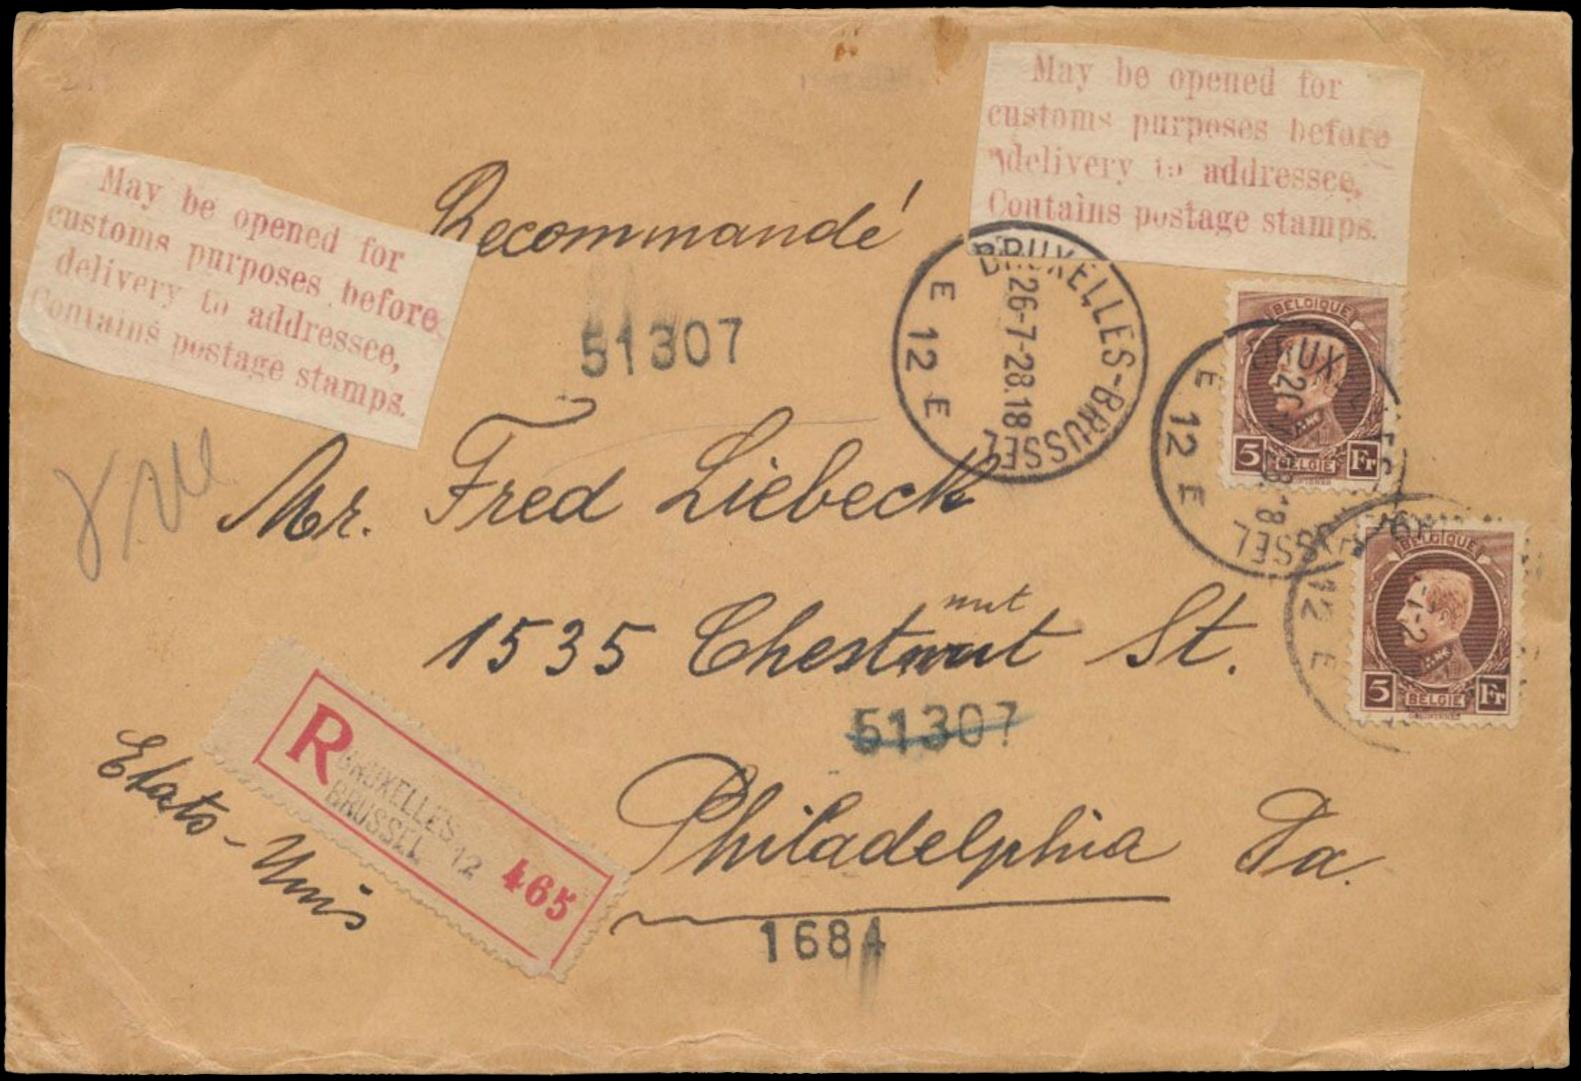 May be opened for
customs purposes before
delivery to addressee,
Contains postage stamps.
May be opened for
customs purposes before
delivery to addressee,
Contains postage stamps.
Recommandé
51307
BRUXELLES-BRUSSEL
26-7-28.18
E 12 E
BELGIQUE
5 Fr
BELGIE
E 12 E
BELGIQUE
5 Fr
BELGIE
12 E
Mr. Fred Liebeck
nut
1535 Chestnut St.
51307
Philadelphia Pa.
1684
Etats-Unis
R
BRUXELLES 12
BRUSSEL
465